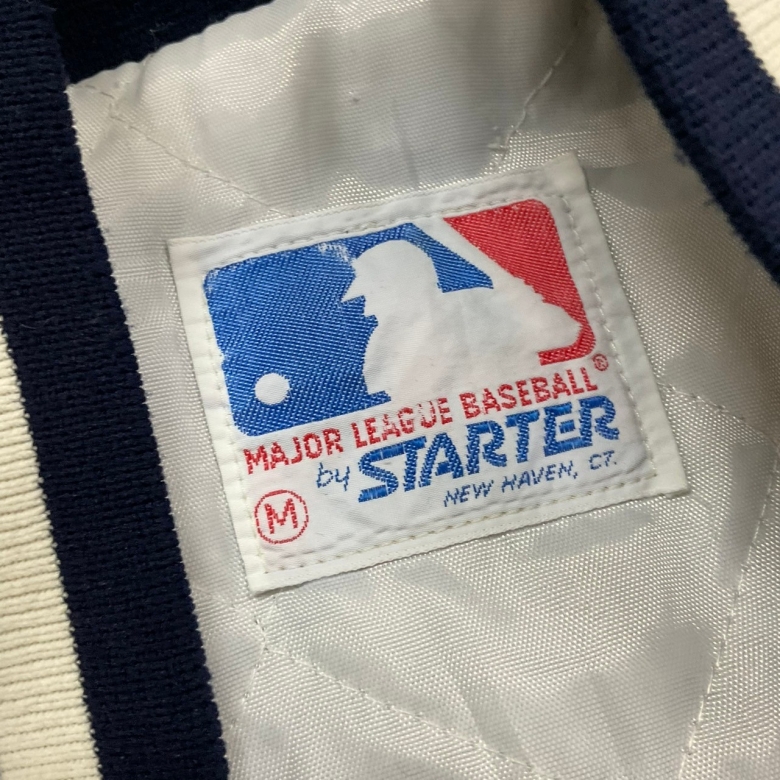 MAJOR LEAGUE BASEBALL®
by STARTER
NEW HAVEN, CT.
M